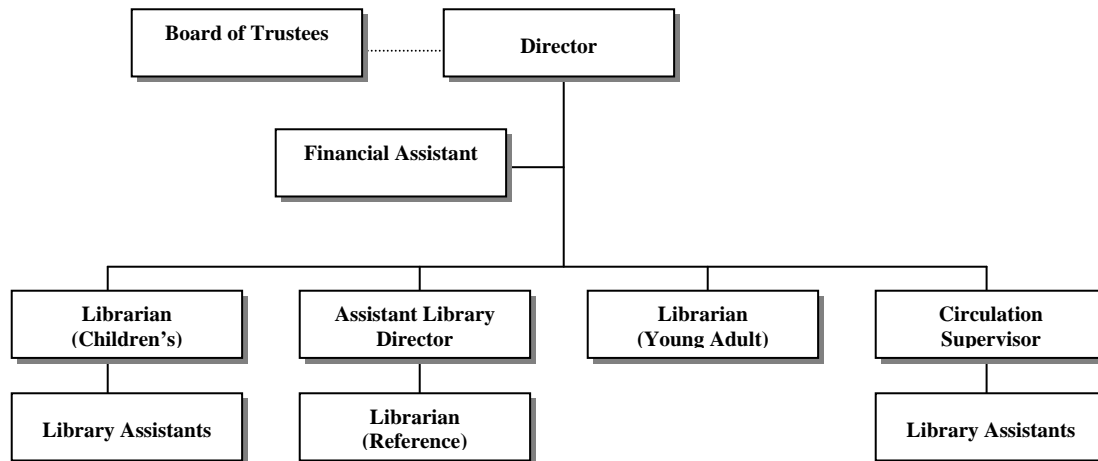 Board of Trustees
Director
Financial Assistant
Librarian
(Children's)
Assistant Library
Director
Librarian
(Young Adult)
Circulation
Supervisor
Library Assistants
Librarian
(Reference)
Library Assistants